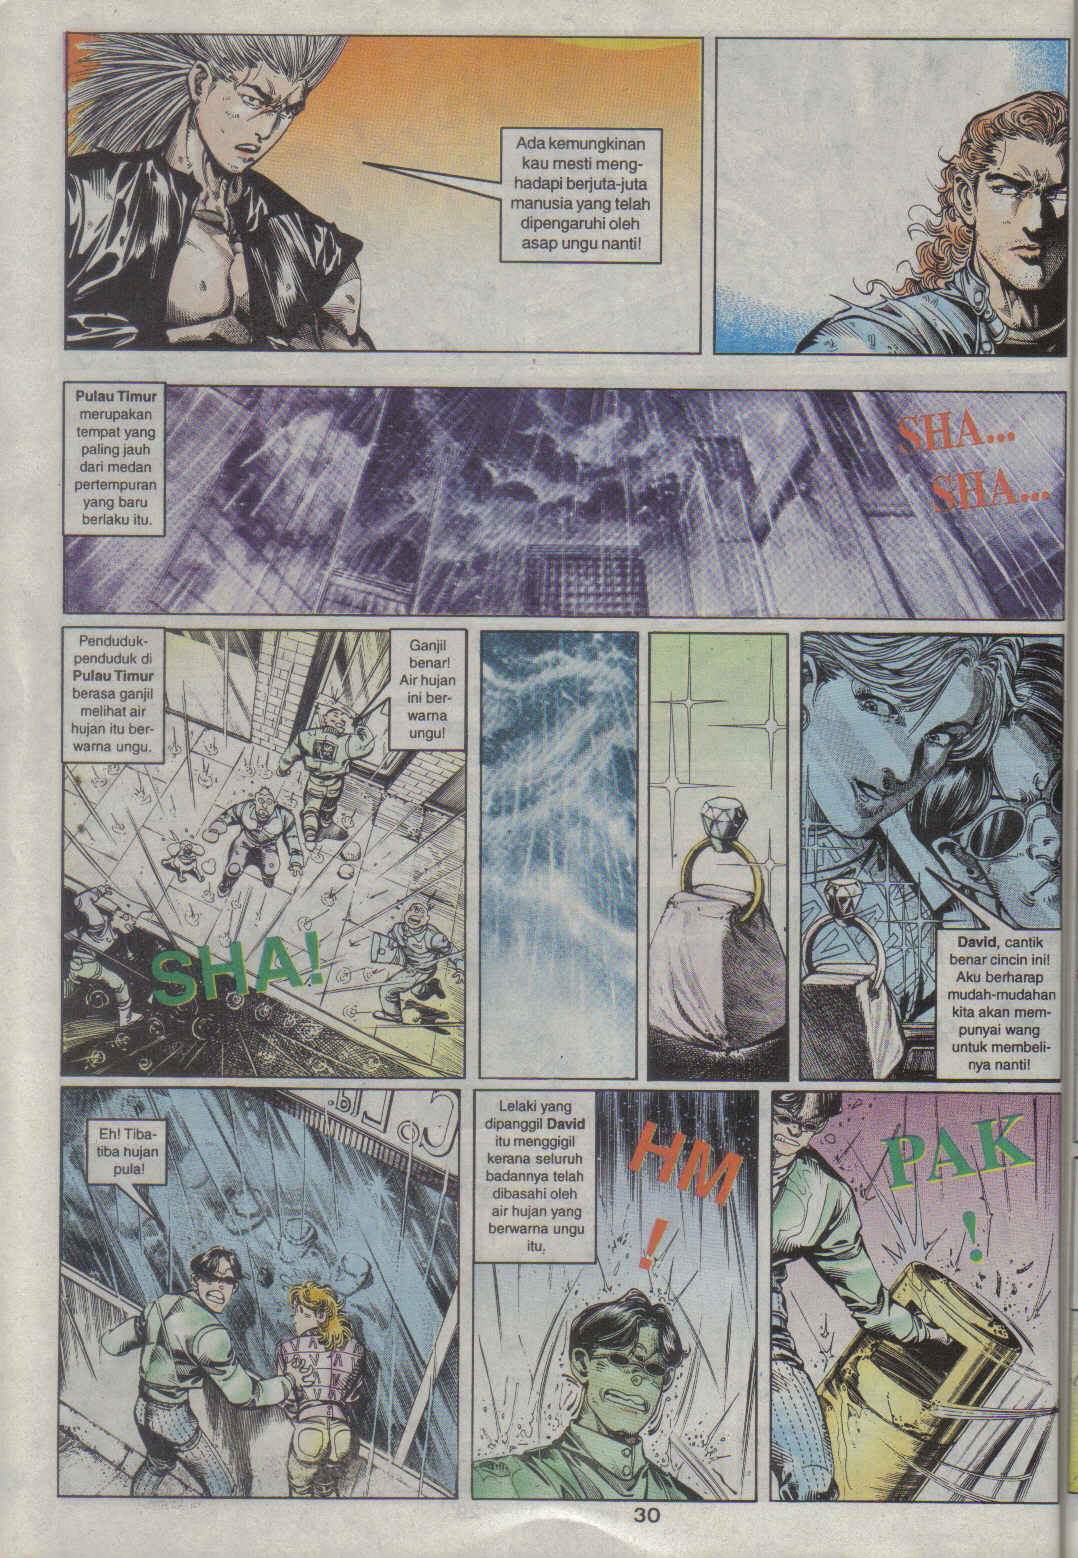 Ada kemungkinan
kau mesti meng-
hadapi berjuta-juta
manusia yang telah
dipengaruhi oleh
asap ungu nanti!
Pulau Timur
merupakan
tempat yang
paling jauh
dari medan
pertempuran
yang baru
berlaku itu.
SHA...
SHA...
Penduduk-
penduduk di
Pulau Timur
berasa ganjil
melihat air
hujan itu ber-
warna ungu.
Ganjil
benar!
Air hujan
ini ber-
warna
ungu!
SHA!
David, cantik
benar cincin ini!
Aku berharap
mudah-mudahan
kita akan mem-
punyai wang
untuk membeli-
nya nanti!
Eh! Tiba-
tiba hujan
pula!
Lelaki yang
dipanggil David
itu menggigil
kerana seluruh
badannya telah
dibasahi oleh
air hujan yang
berwarna ungu
itu.
HM
!
PAK
!
30